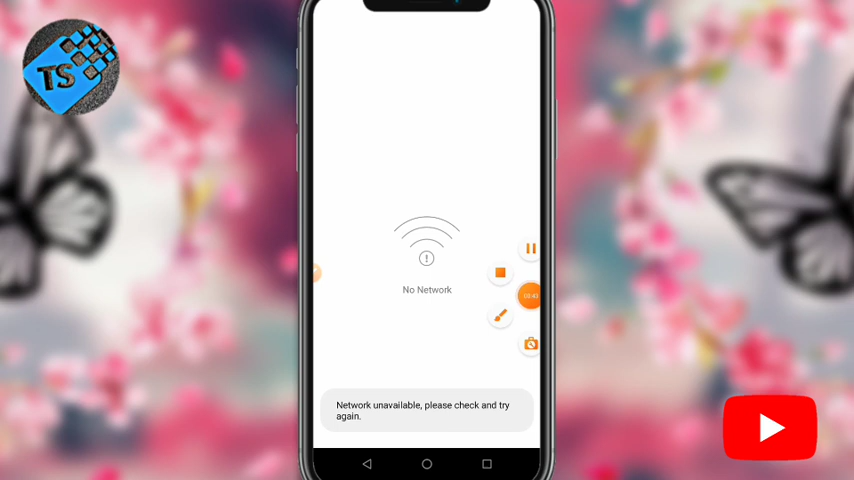 TS
No Network
00:43
Network unavailable, please check and try
again.